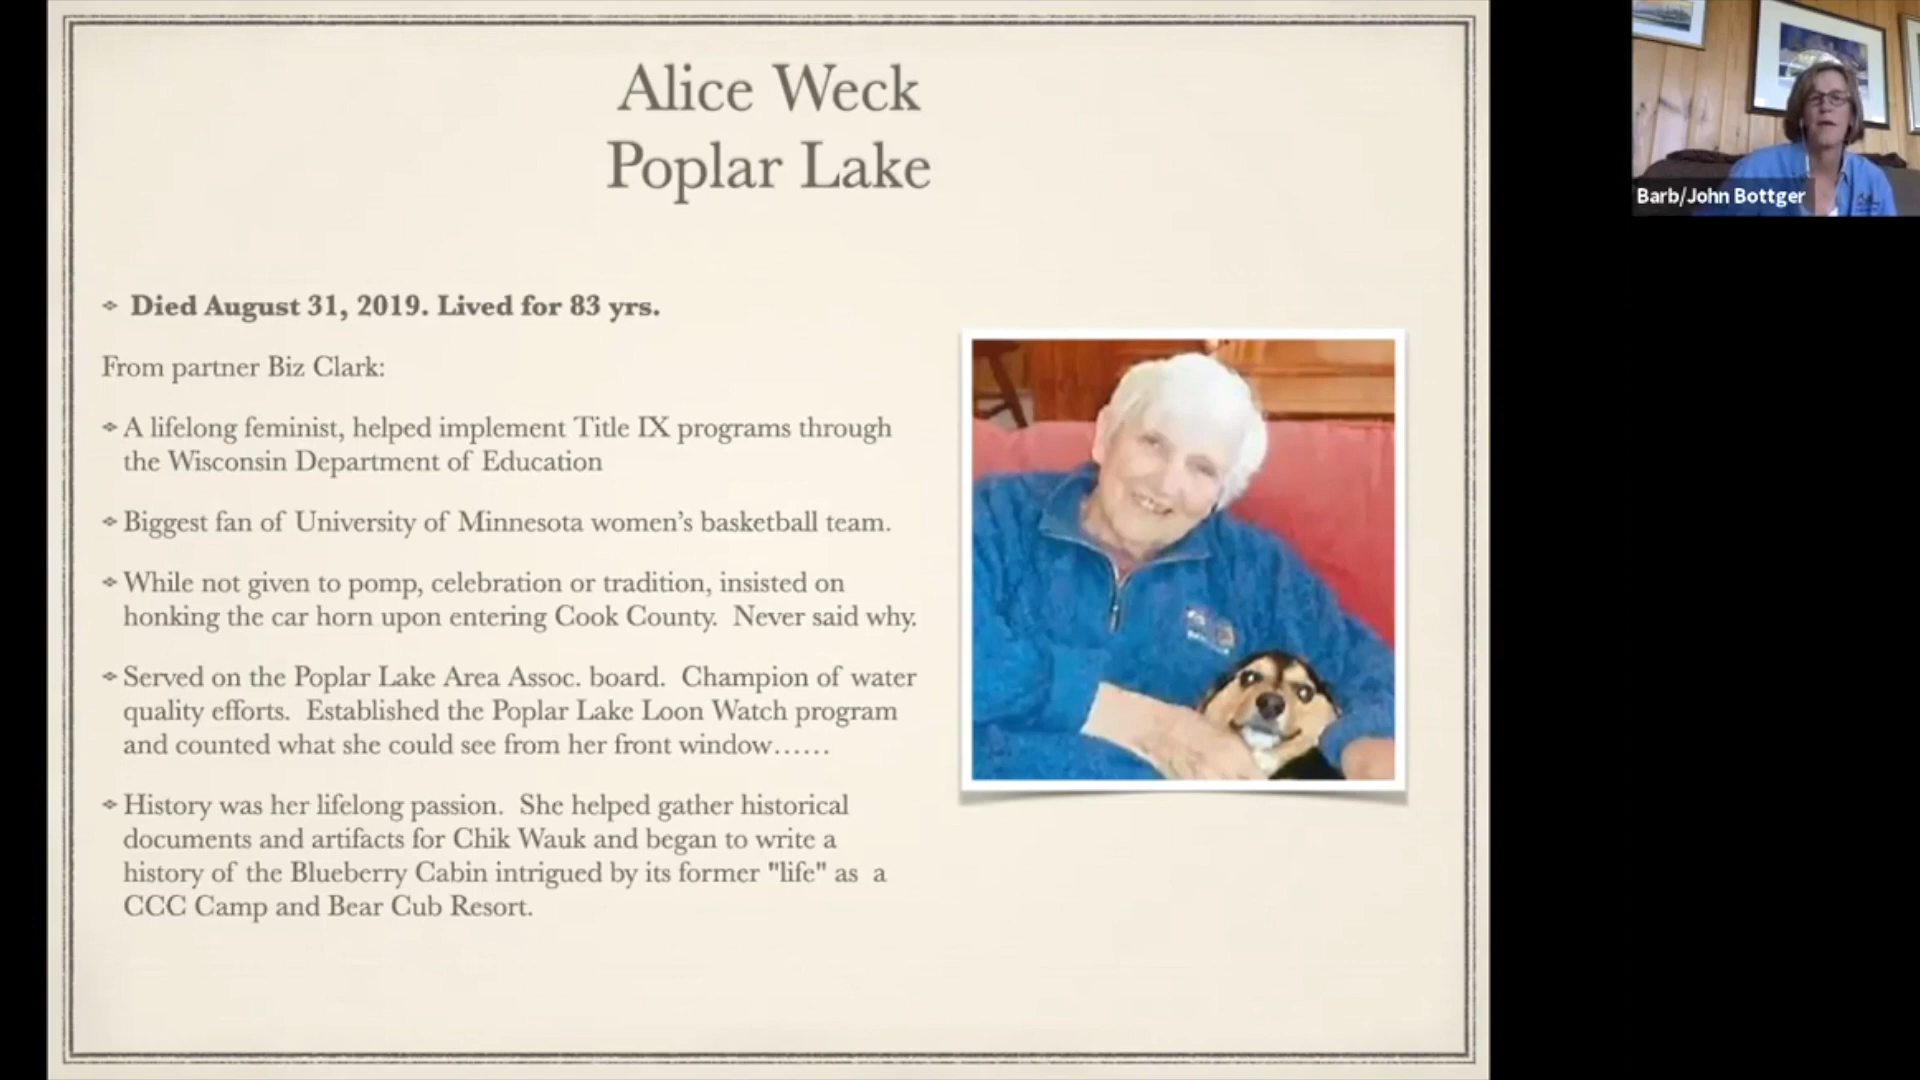 Alice Weck
Poplar Lake
Died August 31, 2019. Lived for 83 yrs.
From partner Biz Clark:
A lifelong feminist, helped implement Title IX programs through
the Wisconsin Department of Education
Biggest fan of University of Minnesota women’s basketball team.
While not given to pomp, celebration or tradition, insisted on
honking the car horn upon entering Cook County.  Never said why.
Served on the Poplar Lake Area Assoc. board.  Champion of water
quality efforts.  Established the Poplar Lake Loon Watch program
and counted what she could see from her front window……
History was her lifelong passion.  She helped gather historical
documents and artifacts for Chik Wauk and began to write a
history of the Blueberry Cabin intrigued by its former "life" as  a
CCC Camp and Bear Cub Resort.
Barb/John Bottger